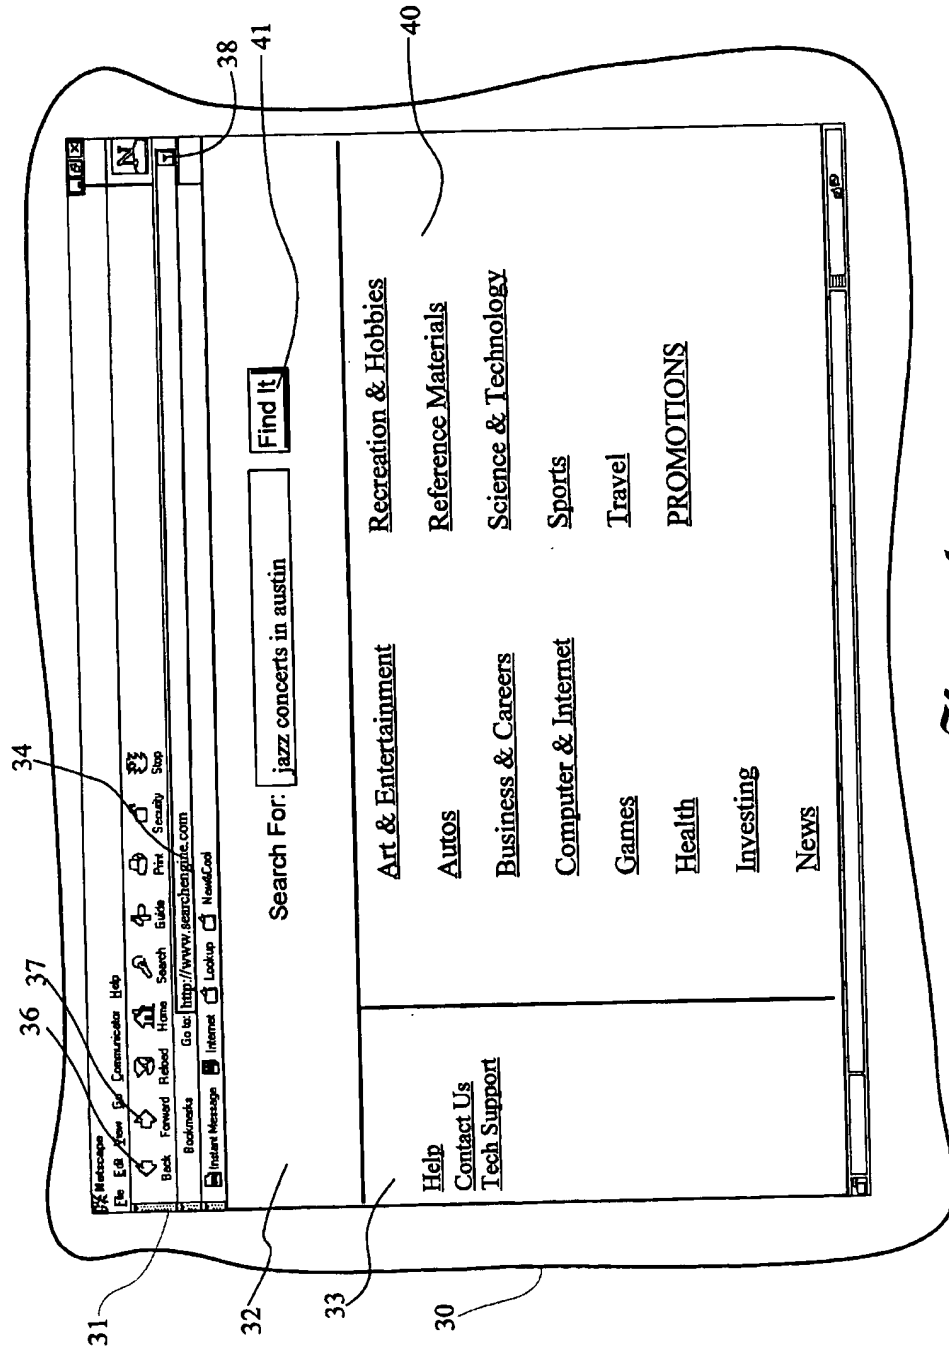 36
37
34
38
41
31
Netscape
File Edit View Go Communicator Help
Back Forward Reload Home Search Guide Print Security Stop
N
Bookmarks Go to: http://www.searchengine.com
Instant Message Internet Lookup New&Cool
32
Search For: jazz concerts in austin Find It
33
40
Help
Contact Us
Tech Support
Art & Entertainment
Autos
Business & Careers
Computer & Internet
Games
Health
Investing
News
Recreation & Hobbies
Reference Materials
Science & Technology
Sports
Travel
PROMOTIONS
30